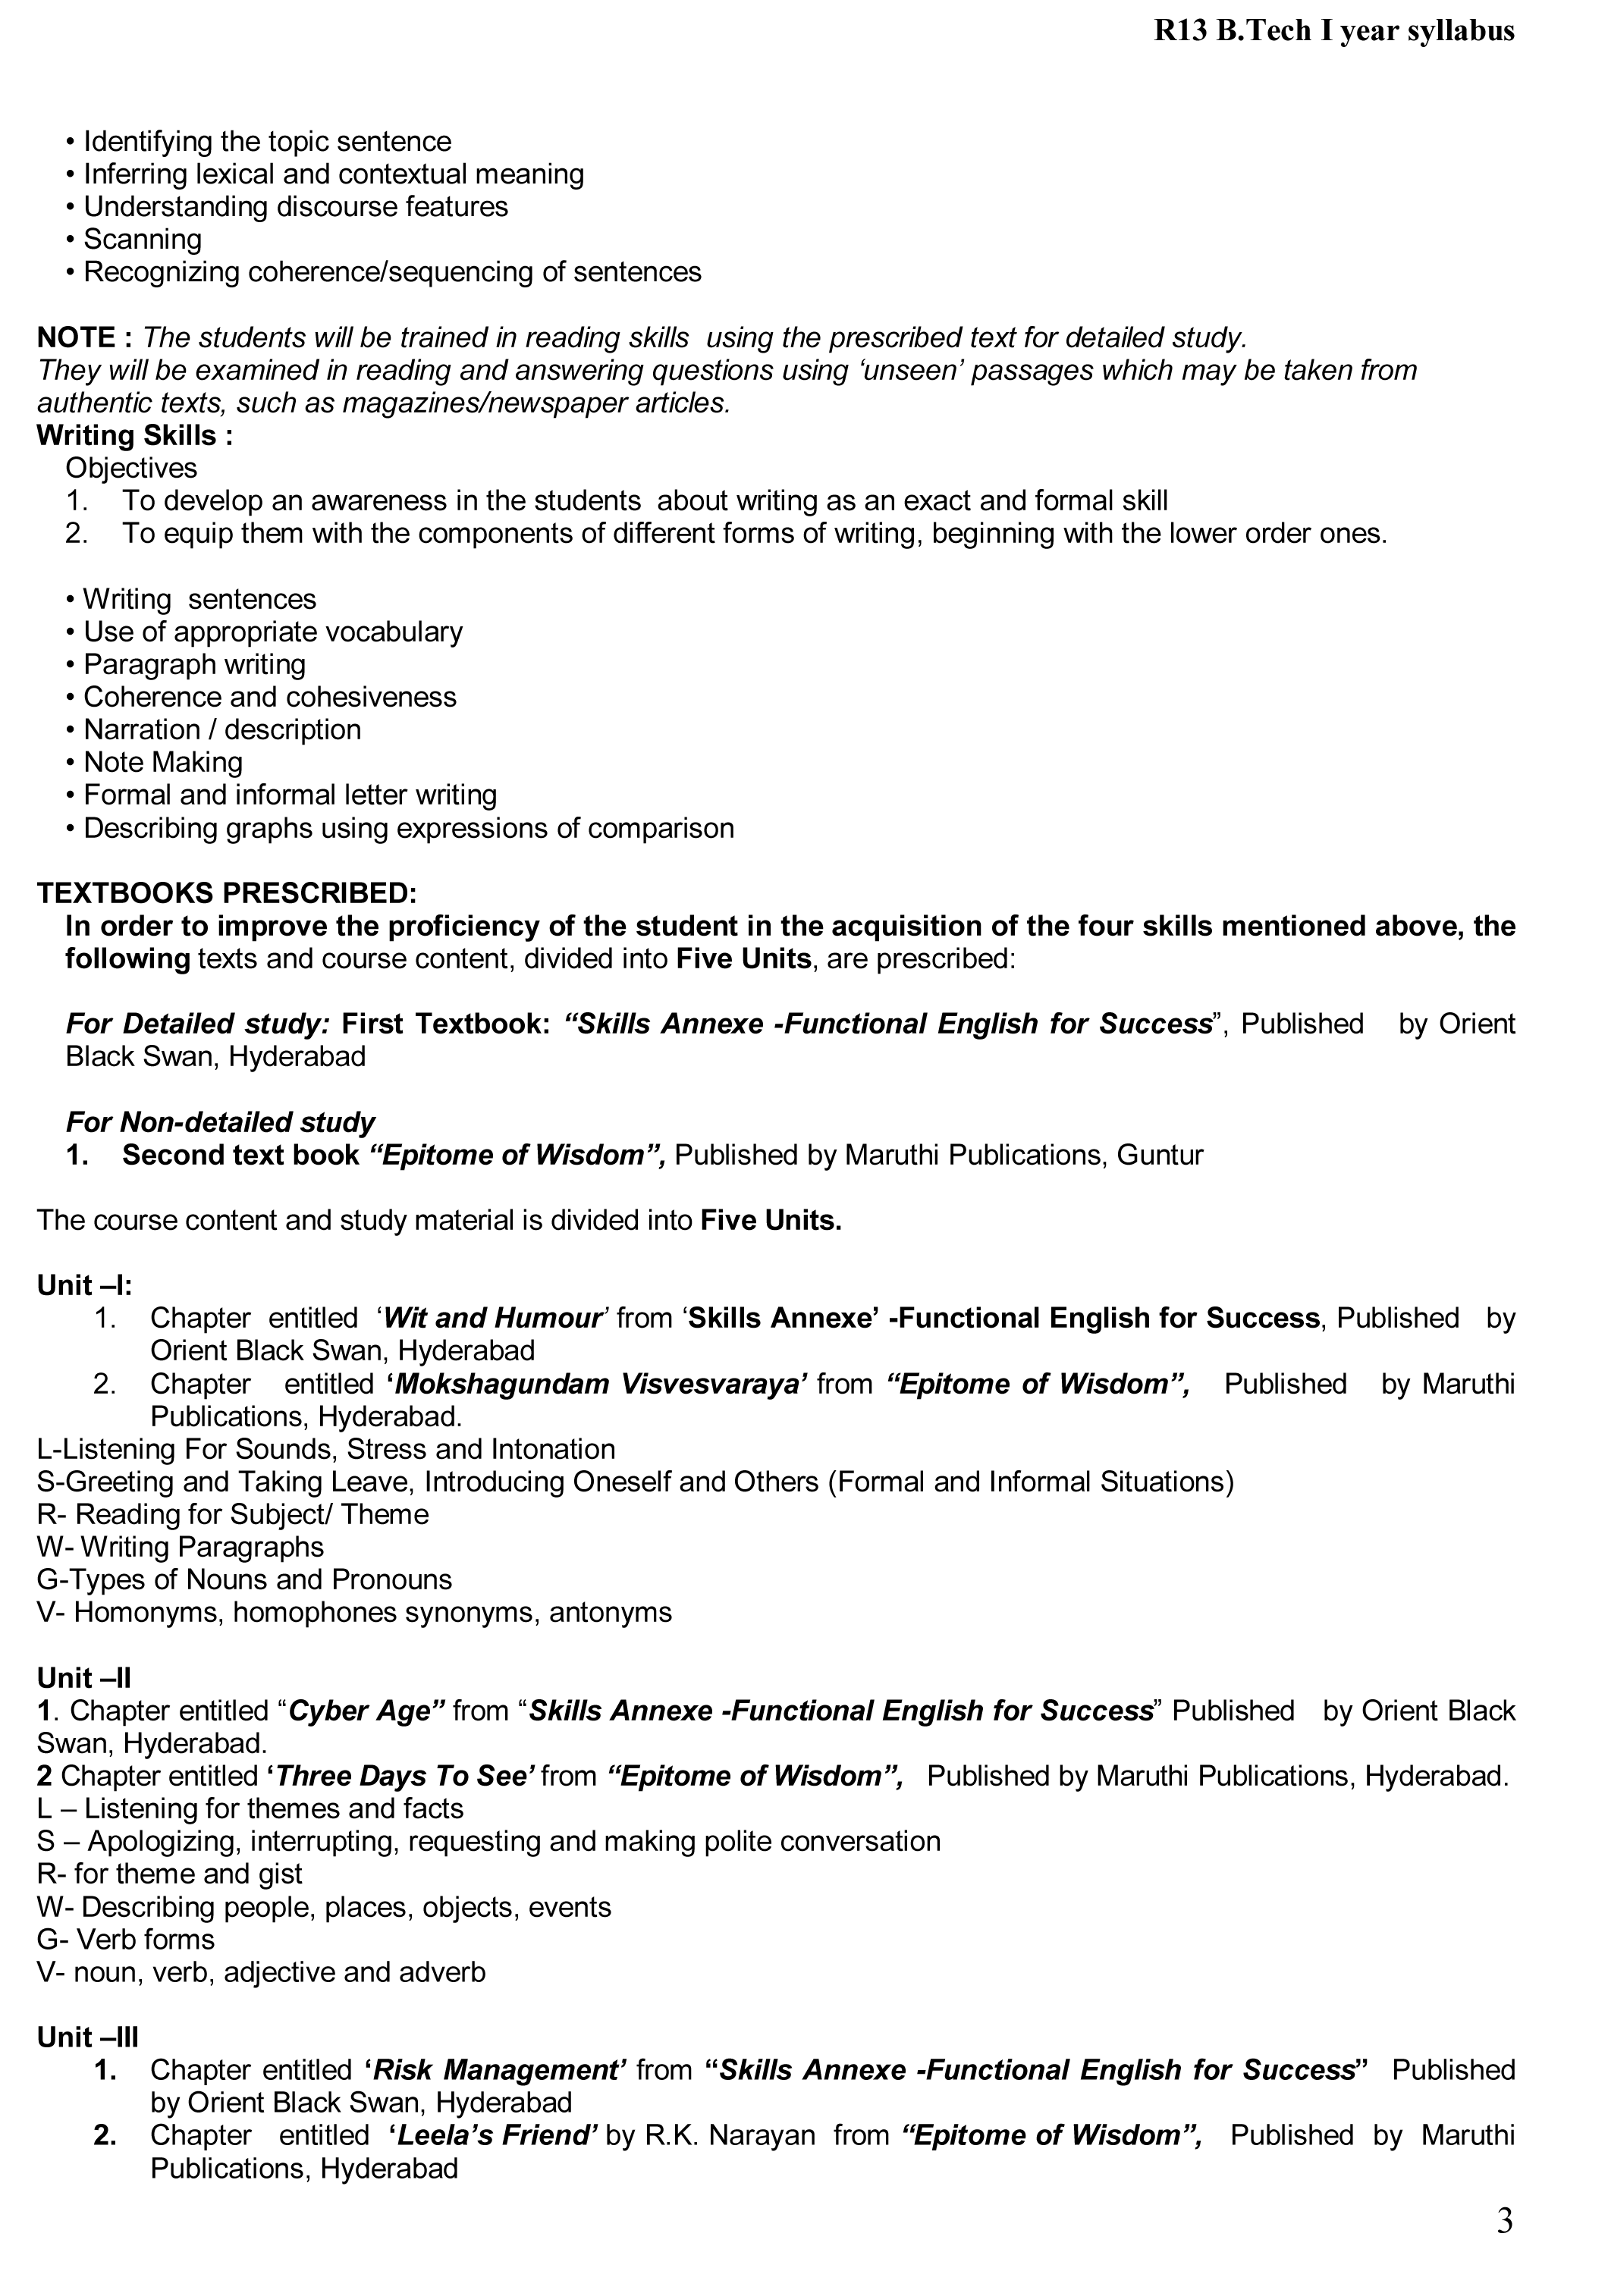 R13 B.Tech I year syllabus
• Identifying the topic sentence
• Inferring lexical and contextual meaning
• Understanding discourse features
• Scanning
• Recognizing coherence/sequencing of sentences
NOTE : The students will be trained in reading skills using the prescribed text for detailed study.
They will be examined in reading and answering questions using ‘unseen’ passages which may be taken from
authentic texts, such as magazines/newspaper articles.
Writing Skills :
Objectives
1. To develop an awareness in the students about writing as an exact and formal skill
2. To equip them with the components of different forms of writing, beginning with the lower order ones.
• Writing sentences
• Use of appropriate vocabulary
• Paragraph writing
• Coherence and cohesiveness
• Narration / description
• Note Making
• Formal and informal letter writing
• Describing graphs using expressions of comparison
TEXTBOOKS PRESCRIBED:
In order to improve the proficiency of the student in the acquisition of the four skills mentioned above, the
following texts and course content, divided into Five Units, are prescribed:
For Detailed study: First Textbook: “Skills Annexe -Functional English for Success”, Published by Orient
Black Swan, Hyderabad
For Non-detailed study
1. Second text book “Epitome of Wisdom”, Published by Maruthi Publications, Guntur
The course content and study material is divided into Five Units.
Unit –I:
1. Chapter entitled ‘Wit and Humour’ from ‘Skills Annexe’ -Functional English for Success, Published by
Orient Black Swan, Hyderabad
2. Chapter entitled ‘Mokshagundam Visvesvaraya’ from “Epitome of Wisdom”, Published by Maruthi
Publications, Hyderabad.
L-Listening For Sounds, Stress and Intonation
S-Greeting and Taking Leave, Introducing Oneself and Others (Formal and Informal Situations)
R- Reading for Subject/ Theme
W- Writing Paragraphs
G-Types of Nouns and Pronouns
V- Homonyms, homophones synonyms, antonyms
Unit –II
1. Chapter entitled “Cyber Age” from “Skills Annexe -Functional English for Success” Published by Orient Black
Swan, Hyderabad.
2 Chapter entitled ‘Three Days To See’ from “Epitome of Wisdom”, Published by Maruthi Publications, Hyderabad.
L – Listening for themes and facts
S – Apologizing, interrupting, requesting and making polite conversation
R- for theme and gist
W- Describing people, places, objects, events
G- Verb forms
V- noun, verb, adjective and adverb
Unit –III
1. Chapter entitled ‘Risk Management’ from “Skills Annexe -Functional English for Success” Published
by Orient Black Swan, Hyderabad
2. Chapter entitled ‘Leela’s Friend’ by R.K. Narayan from “Epitome of Wisdom”, Published by Maruthi
Publications, Hyderabad
3